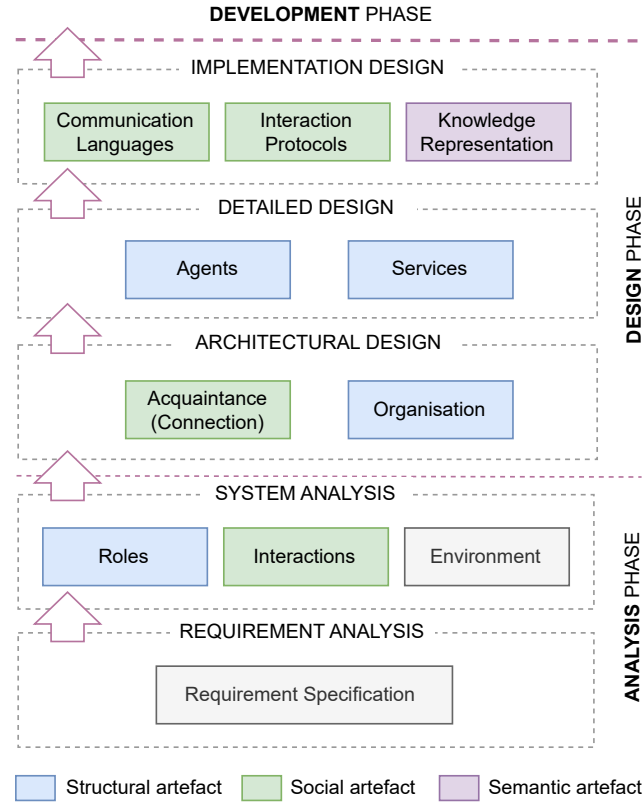 DEVELOPMENT PHASE
IMPLEMENTATION DESIGN
Communication
Languages
Interaction
Protocols
Knowledge
Representation
DETAILED DESIGN
Agents
Services
DESIGN PHASE
ARCHITECTURAL DESIGN
Acquaintance
(Connection)
Organisation
SYSTEM ANALYSIS
Roles
Interactions
Environment
ANALYSIS PHASE
REQUIREMENT ANALYSIS
Requirement Specification
Structural artefact
Social artefact
Semantic artefact